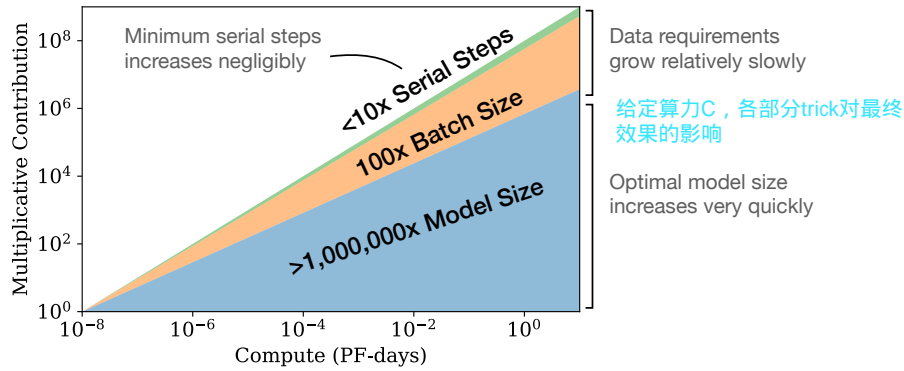 Minimum serial steps
increases negligibly
<10x Serial Steps
100x Batch Size
>1,000,000x Model Size
Data requirements
grow relatively slowly
给定算力C，各部分trick对最终
效果的影响
Optimal model size
increases very quickly
Multiplicative Contribution
10^8
10^6
10^4
10^2
10^0
10^-8
10^-6
10^-4
10^-2
10^0
Compute (PF-days)